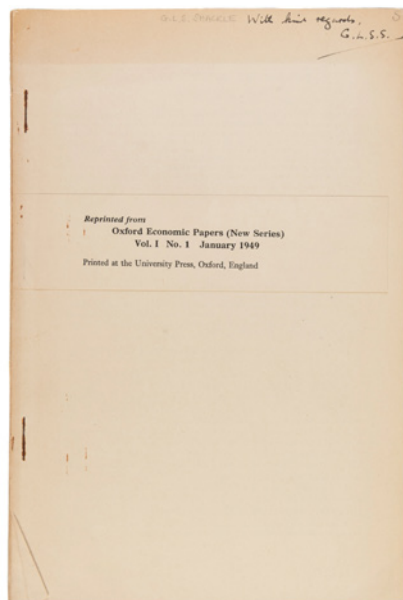 G.L.S. SHACKLE With kind regards,
G.L.S.S.
Reprinted from
Oxford Economic Papers (New Series)
Vol. I No. 1 January 1949
Printed at the University Press, Oxford, England